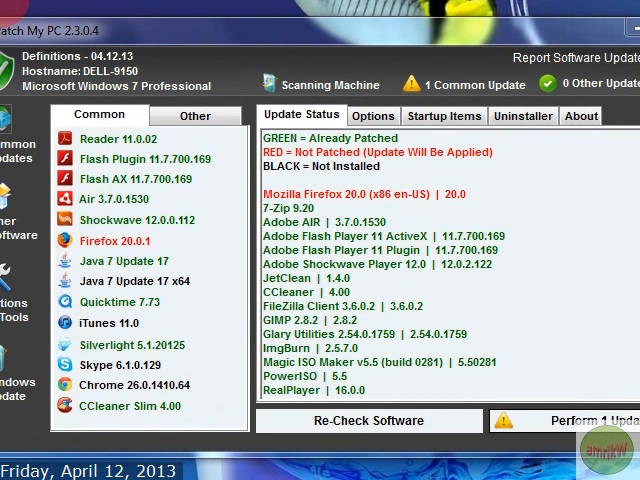 atch My PC 2.3.0.4
Definitions - 04.12.13
Hostname: DELL-9150
Microsoft Windows 7 Professional
Report Software Update
Scanning Machine
1 Common Update
0 Other Update
Common
Other
Reader 11.0.02
Flash Plugin 11.7.700.169
Flash AX 11.7.700.169
Air 3.7.0.1530
Shockwave 12.0.0.112
Firefox 20.0.1
Java 7 Update 17
Java 7 Update 17 x64
Quicktime 7.73
iTunes 11.0
Silverlight 5.1.20125
Skype 6.1.0.129
Chrome 26.0.1410.64
CCleaner Slim 4.00
Update Status
Options
Startup Items
Uninstaller
About
GREEN = Already Patched
RED = Not Patched (Update Will Be Applied)
BLACK = Not Installed
Mozilla Firefox 20.0 (x86 en-US) | 20.0
7-Zip 9.20
Adobe AIR | 3.7.0.1530
Adobe Flash Player 11 ActiveX | 11.7.700.169
Adobe Flash Player 11 Plugin | 11.7.700.169
Adobe Shockwave Player 12.0 | 12.0.2.122
JetClean | 1.4.0
CCleaner | 4.00
FileZilla Client 3.6.0.2 | 3.6.0.2
GIMP 2.8.2 | 2.8.2
Glary Utilities 2.54.0.1759 | 2.54.0.1759
ImgBurn | 2.5.7.0
Magic ISO Maker v5.5 (build 0281) | 5.50281
PowerISO | 5.5
RealPlayer | 16.0.0
ommon
pdates
her
oftware
tions
Tools
indows
pdate
Re-Check Software
Perform 1 Upda
amrikW
Friday, April 12, 2013